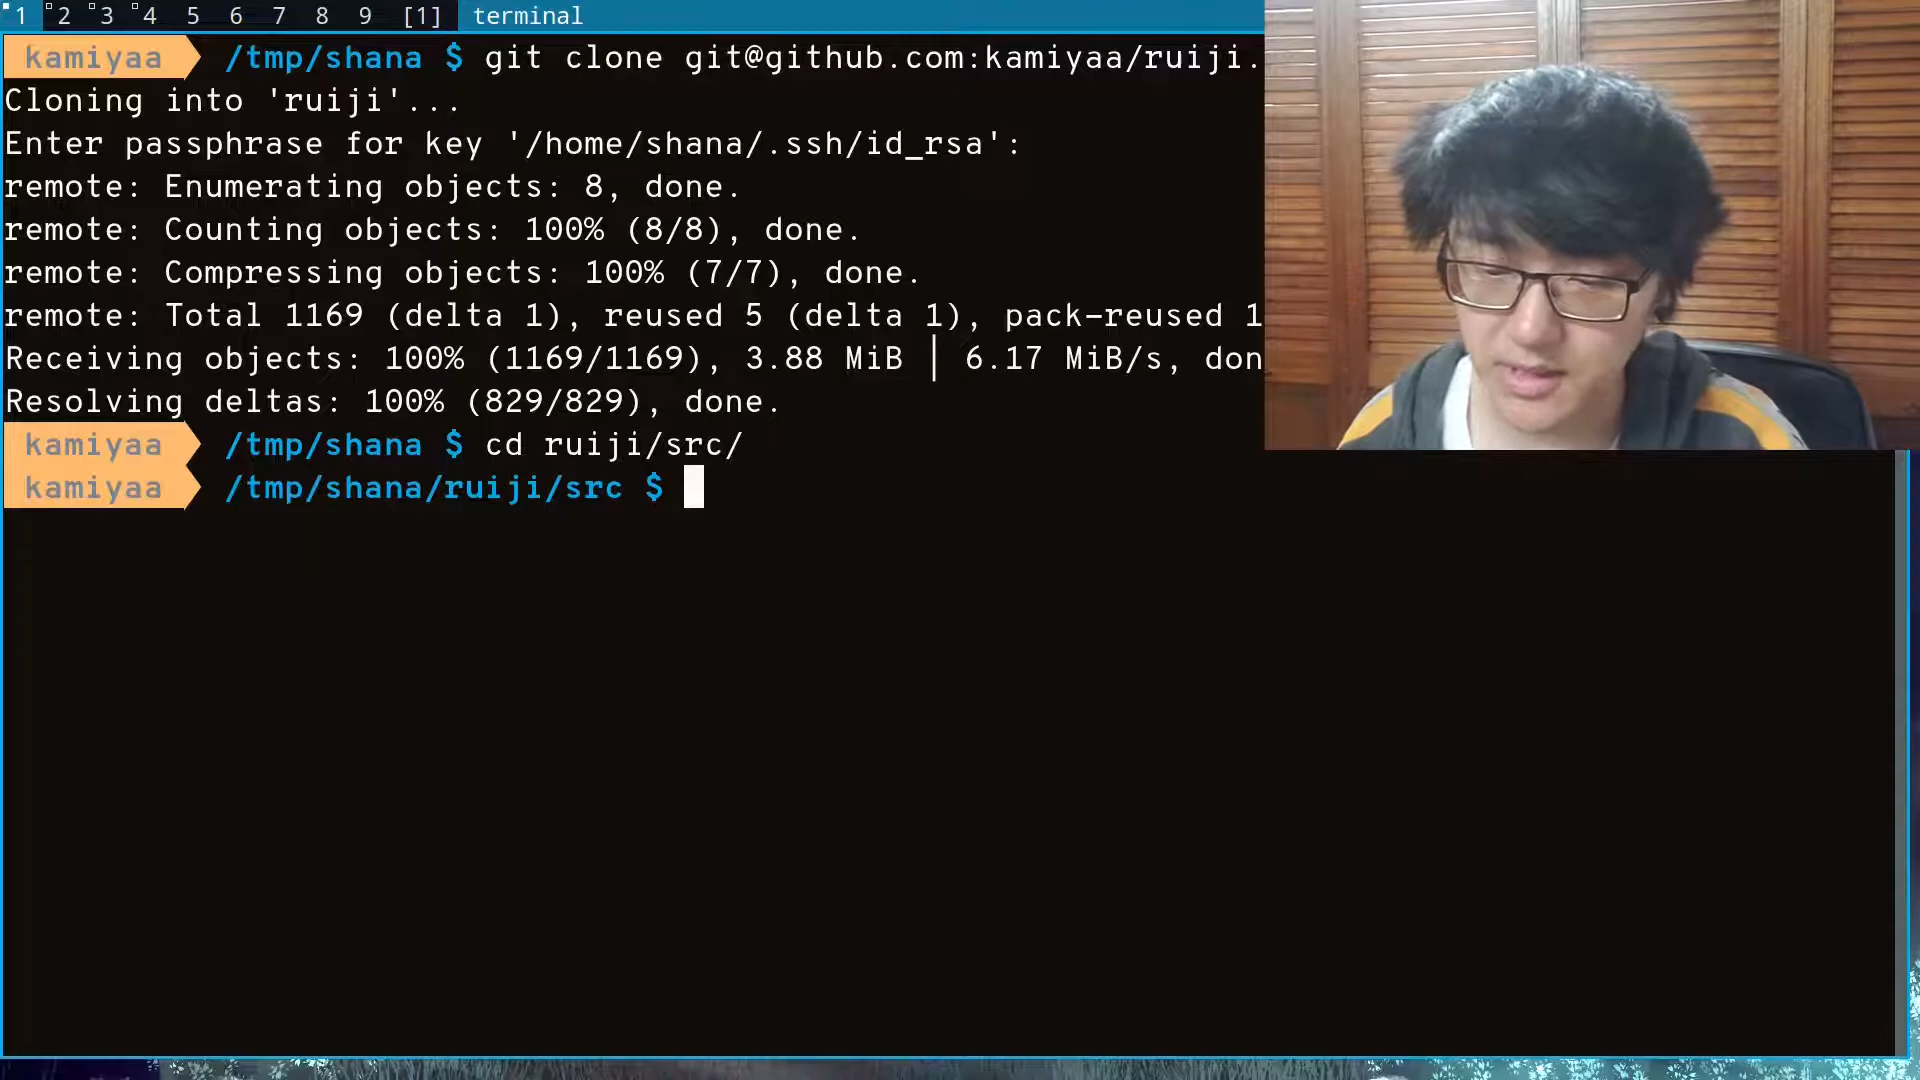 1 2 3 4 5 6 7 8 9 [1] terminal
kamiyaa /tmp/shana $ git clone git@github.com:kamiyaa/ruiji.
Cloning into 'ruiji'...
Enter passphrase for key '/home/shana/.ssh/id_rsa':
remote: Enumerating objects: 8, done.
remote: Counting objects: 100% (8/8), done.
remote: Compressing objects: 100% (7/7), done.
remote: Total 1169 (delta 1), reused 5 (delta 1), pack-reused 1
Receiving objects: 100% (1169/1169), 3.88 MiB | 6.17 MiB/s, don
Resolving deltas: 100% (829/829), done.
kamiyaa /tmp/shana $ cd ruiji/src/
kamiyaa /tmp/shana/ruiji/src $